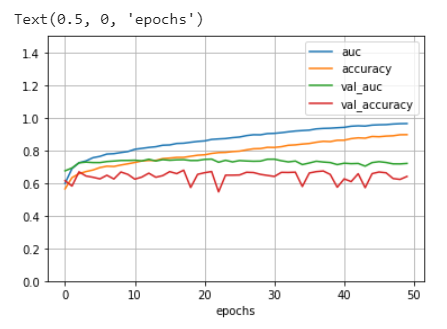 Text(0.5, 0, 'epochs')
1.4
1.2
1.0
0.8
0.6
0.4
0.2
0.0
auc
accuracy
val_auc
val_accuracy
0 10 20 30 40 50
epochs